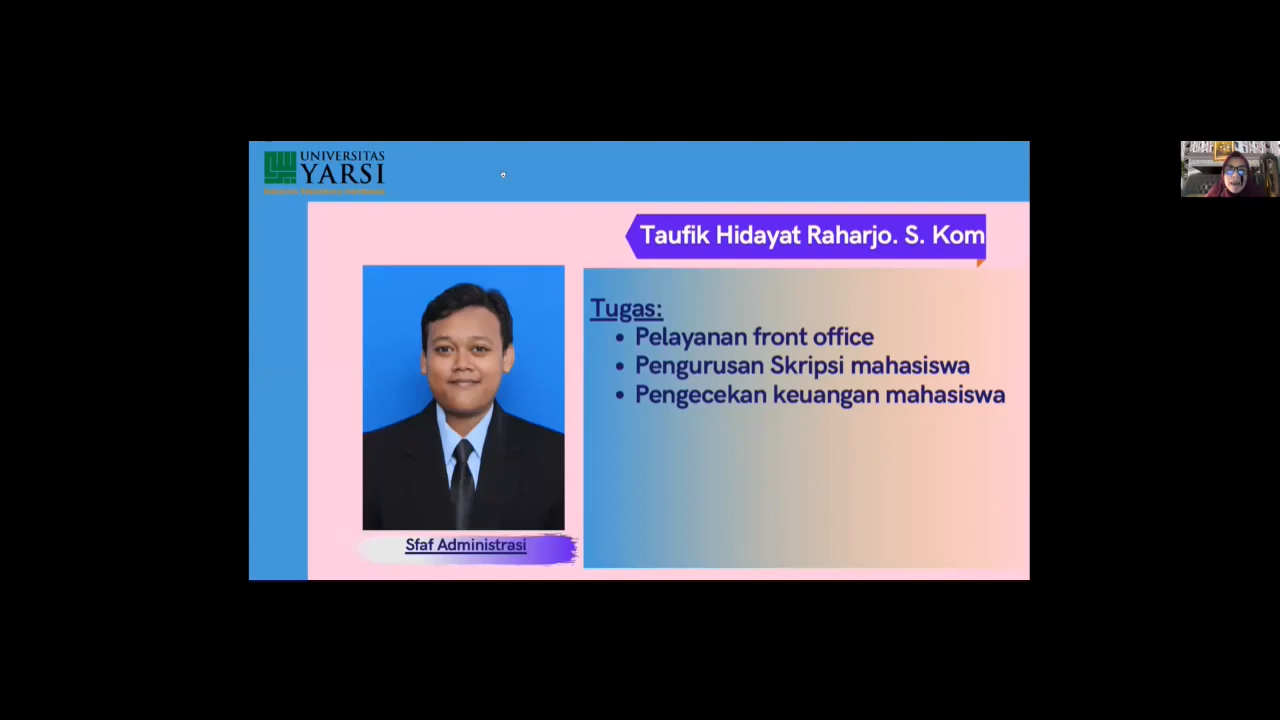 UNIVERSITAS
YARSI
Taufik Hidayat Raharjo. S. Kom
Tugas:
• Pelayanan front office
• Pengurusan Skripsi mahasiswa
• Pengecekan keuangan mahasiswa
Sfaf Administrasi